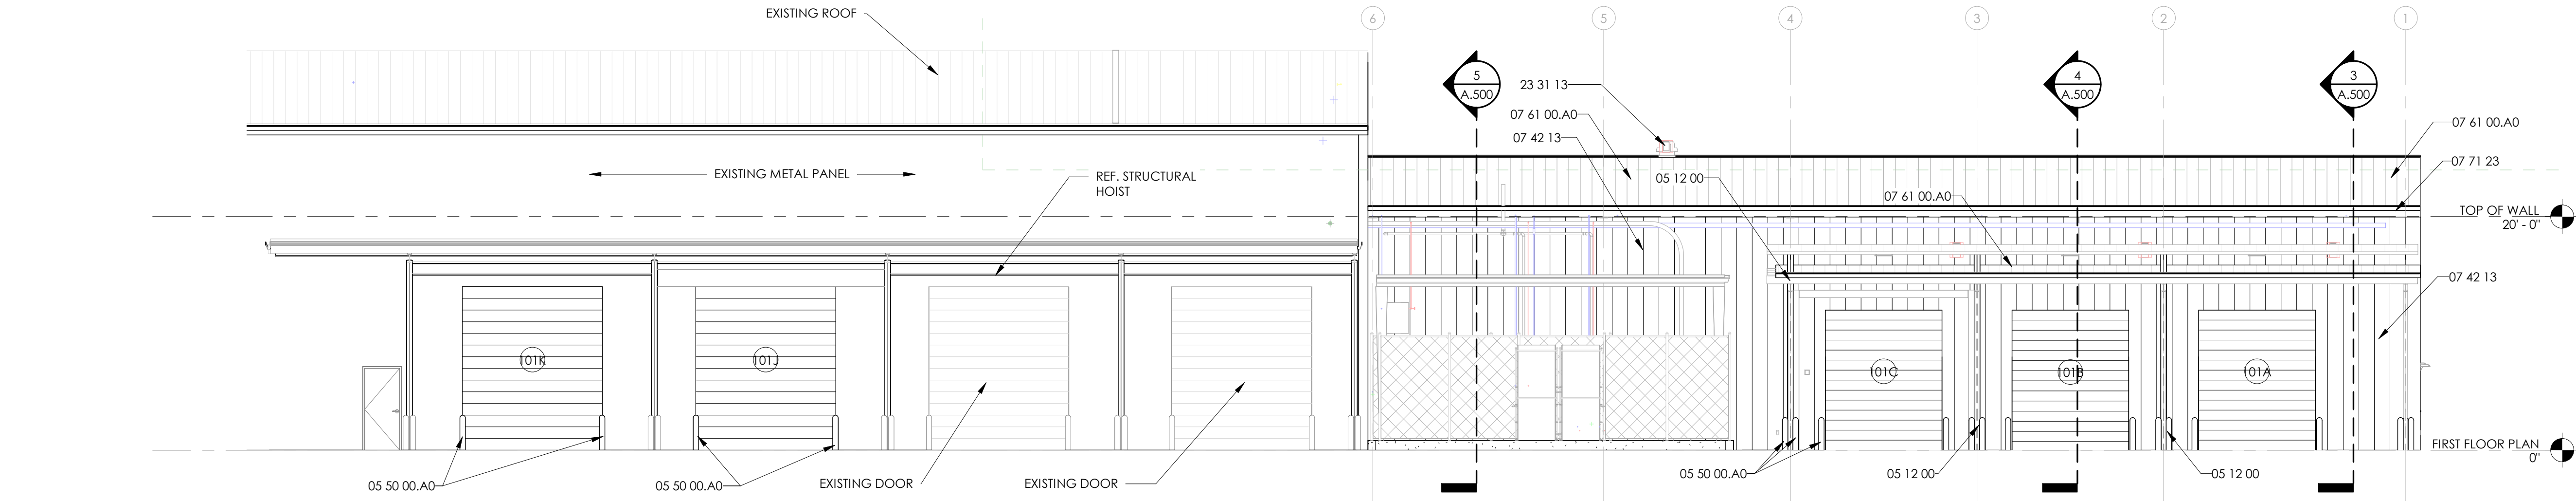 EXISTING ROOF
6
5
4
3
2
1
5
A.500
4
A.500
3
A.500
23 31 13
07 61 00.A0
07 42 13
07 61 00.A0
07 71 23
EXISTING METAL PANEL
REF. STRUCTURAL
HOIST
05 12 00
07 61 00.A0
TOP OF WALL
20' - 0"
07 42 13
101K
101J
101C
101B
101A
FIRST FLOOR PLAN
0"
05 50 00.A0
05 50 00.A0
EXISTING DOOR
EXISTING DOOR
05 50 00.A0
05 12 00
05 12 00